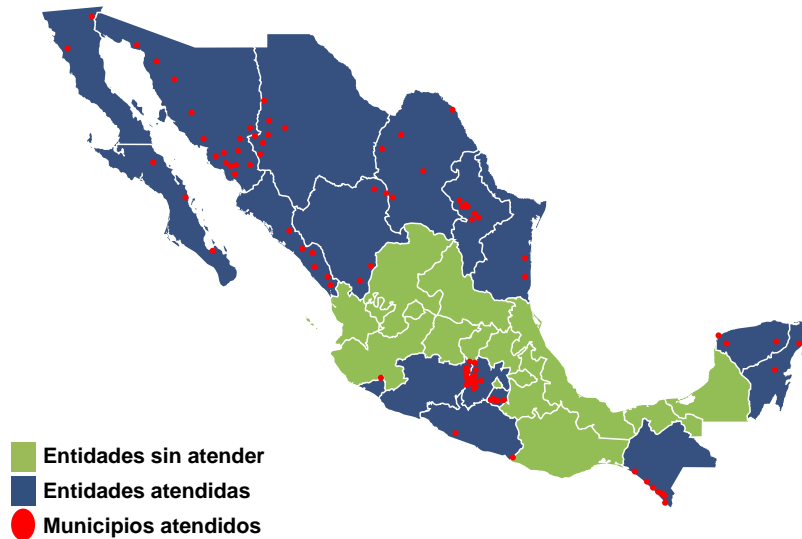 Entidades sin atender
Entidades atendidas
Municipios atendidos